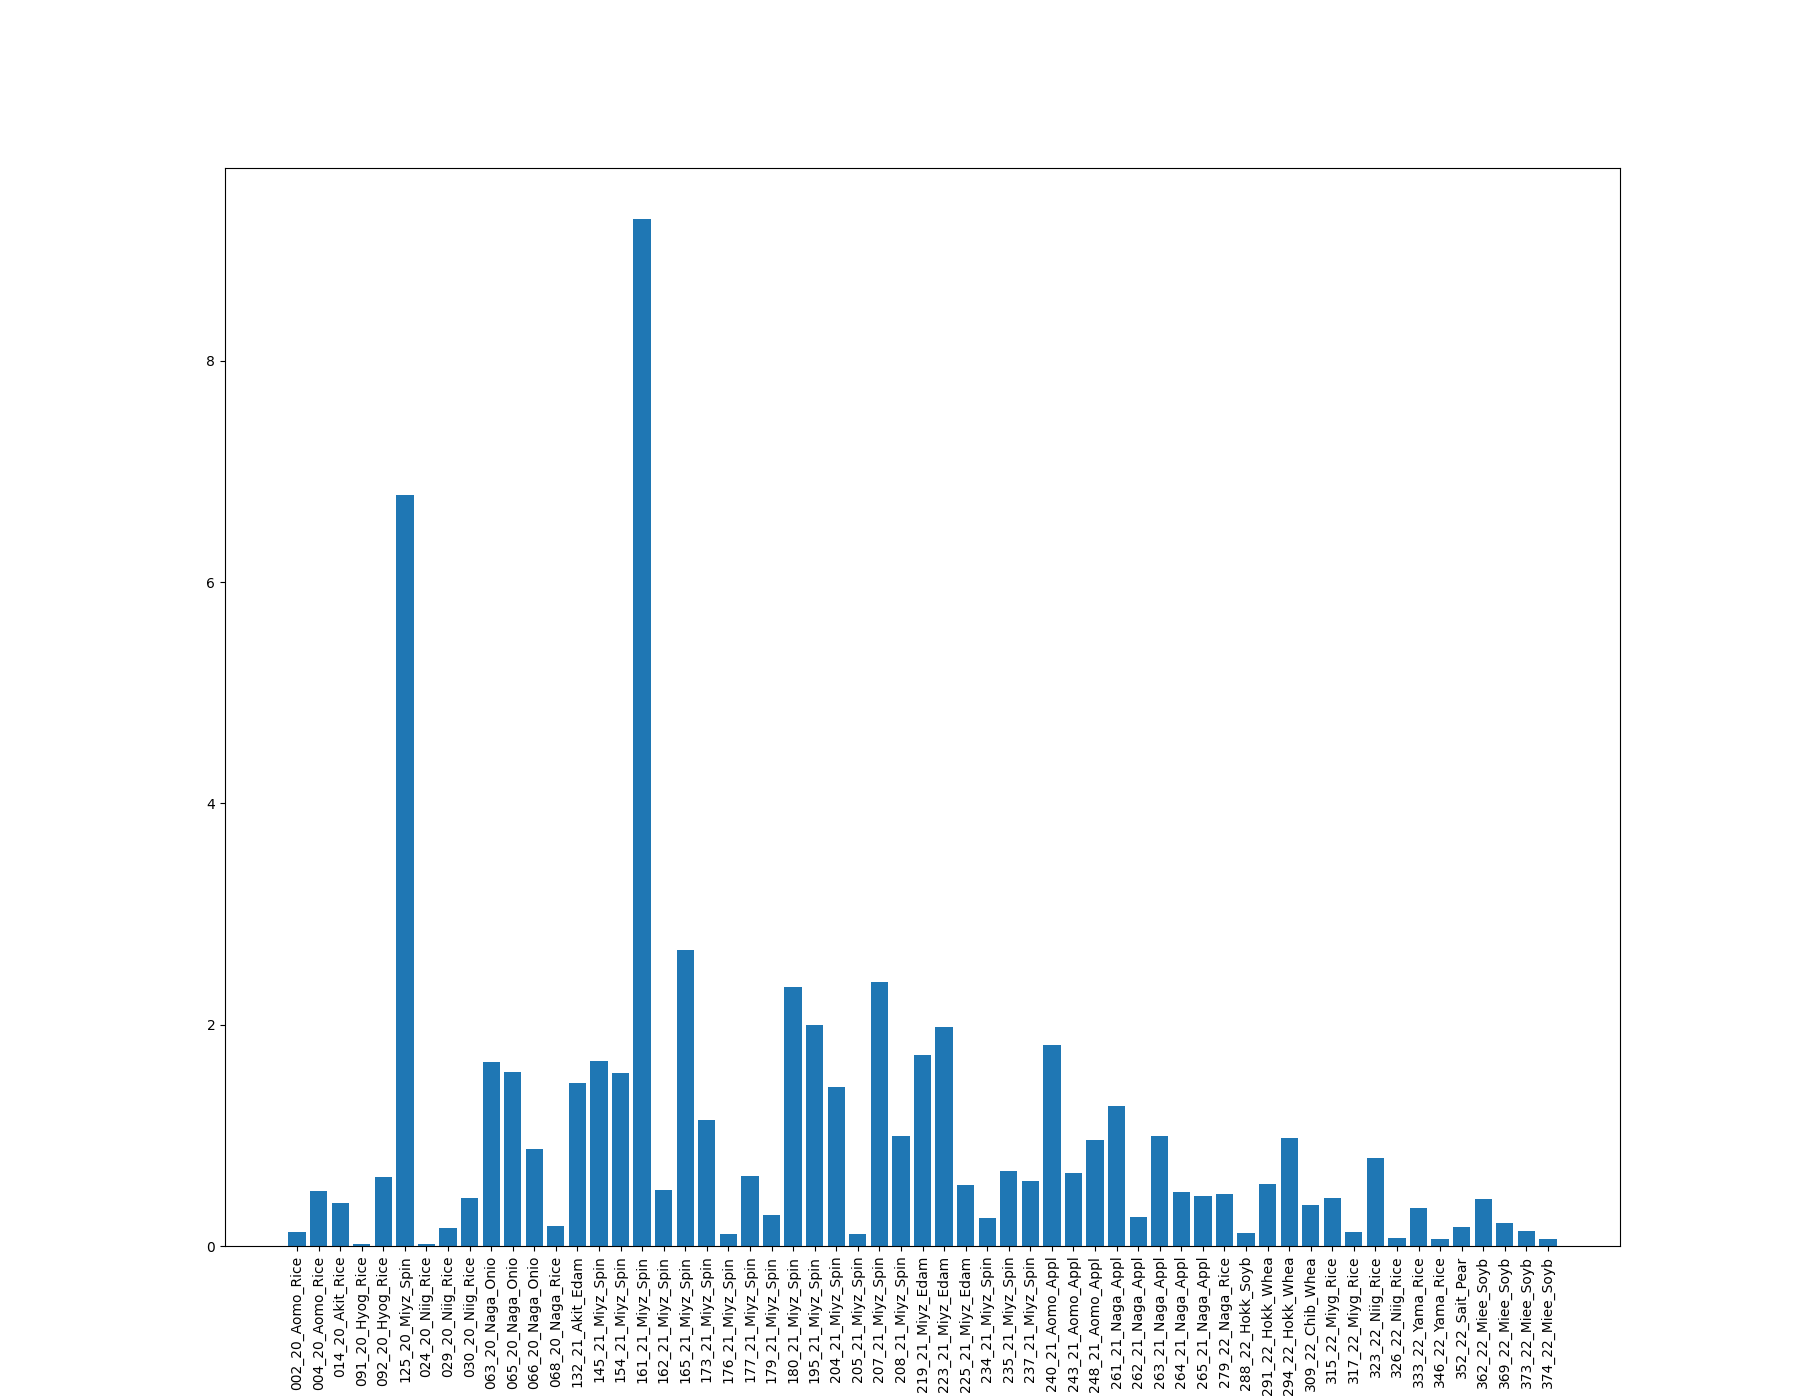 8
6
4
2
0
002_20_Aomo_Rice
004_20_Aomo_Rice
014_20_Akit_Rice
091_20_Hyog_Rice
092_20_Hyog_Rice
125_20_Miyz_Spin
024_20_Niig_Rice
029_20_Niig_Rice
030_20_Niig_Rice
063_20_Naga_Onio
065_20_Naga_Onio
066_20_Naga_Onio
068_20_Naga_Rice
132_21_Akit_Edam
145_21_Miyz_Spin
154_21_Miyz_Spin
161_21_Miyz_Spin
162_21_Miyz_Spin
165_21_Miyz_Spin
173_21_Miyz_Spin
176_21_Miyz_Spin
177_21_Miyz_Spin
179_21_Miyz_Spin
180_21_Miyz_Spin
195_21_Miyz_Spin
204_21_Miyz_Spin
205_21_Miyz_Spin
207_21_Miyz_Spin
208_21_Miyz_Spin
219_21_Miyz_Edam
223_21_Miyz_Edam
225_21_Miyz_Edam
234_21_Miyz_Spin
235_21_Miyz_Spin
237_21_Miyz_Spin
240_21_Aomo_Appl
243_21_Aomo_Appl
248_21_Aomo_Appl
261_21_Naga_Appl
262_21_Naga_Appl
263_21_Naga_Appl
264_21_Naga_Appl
265_21_Naga_Appl
279_22_Naga_Rice
288_22_Hokk_Soyb
291_22_Hokk_Whea
294_22_Hokk_Whea
309_22_Chib_Whea
315_22_Miyg_Rice
317_22_Miyg_Rice
323_22_Niig_Rice
326_22_Niig_Rice
333_22_Yama_Rice
346_22_Yama_Rice
352_22_Sait_Pear
362_22_Miee_Soyb
369_22_Miee_Soyb
373_22_Miee_Soyb
374_22_Miee_Soyb